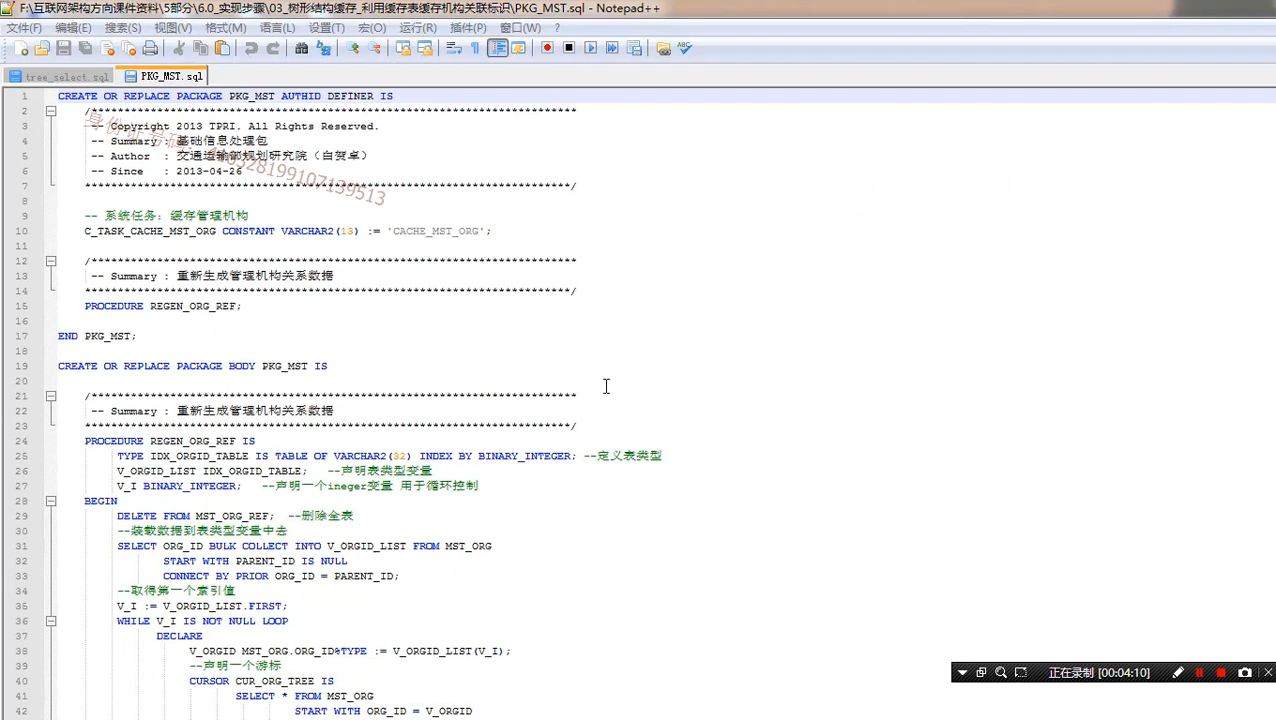 F:\互联网架构方向课件资料\5部分\6.0_实现步骤\03_树形结构缓存_利用缓存表缓存机构关联标识\PKG_MST.sql - Notepad++
文件(F) 编辑(E) 搜索(S) 视图(V) 格式(M) 语言(L) 设置(T) 宏(O) 运行(R) 插件(P) 窗口(W) ?
tree_select.sql PKG_MST.sql
1 CREATE OR REPLACE PACKAGE PKG_MST AUTHID DEFINER IS
2 /**************************************************************************
3 -- Copyright 2013 TPRI. All Rights Reserved.
4 -- Summary : 基础信息处理包
5 -- Author : 交通运输部规划研究院（白贺卓）
6 -- Since : 2013-04-26
7 **************************************************************************/
8
9 -- 系统任务: 缓存管理机构
10 C_TASK_CACHE_MST_ORG CONSTANT VARCHAR2(13) := 'CACHE_MST_ORG';
11
12 /**************************************************************************
13 -- Summary : 重新生成管理机构关系数据
14 **************************************************************************/
15 PROCEDURE REGEN_ORG_REF;
16
17 END PKG_MST;
18
19 CREATE OR REPLACE PACKAGE BODY PKG_MST IS
20
21 /**************************************************************************
22 -- Summary : 重新生成管理机构关系数据
23 **************************************************************************/
24 PROCEDURE REGEN_ORG_REF IS
25 TYPE IDX_ORGID_TABLE IS TABLE OF VARCHAR2(32) INDEX BY BINARY_INTEGER; --定义表类型
26 V_ORGID_LIST IDX_ORGID_TABLE; --声明表类型变量
27 V_I BINARY_INTEGER; --声明一个ineger变量 用于循环控制
28 BEGIN
29 DELETE FROM MST_ORG_REF; --删除全表
30 --装载数据到表类型变量中去
31 SELECT ORG_ID BULK COLLECT INTO V_ORGID_LIST FROM MST_ORG
32 START WITH PARENT_ID IS NULL
33 CONNECT BY PRIOR ORG_ID = PARENT_ID;
34 --取得第一个索引值
35 V_I := V_ORGID_LIST.FIRST;
36 WHILE V_I IS NOT NULL LOOP
37 DECLARE
38 V_ORGID MST_ORG.ORG_ID%TYPE := V_ORGID_LIST(V_I);
39 --声明一个游标
40 CURSOR CUR_ORG_TREE IS
41 SELECT * FROM MST_ORG
42 START WITH ORG_ID = V_ORGID
正在录制 [00:04:10]